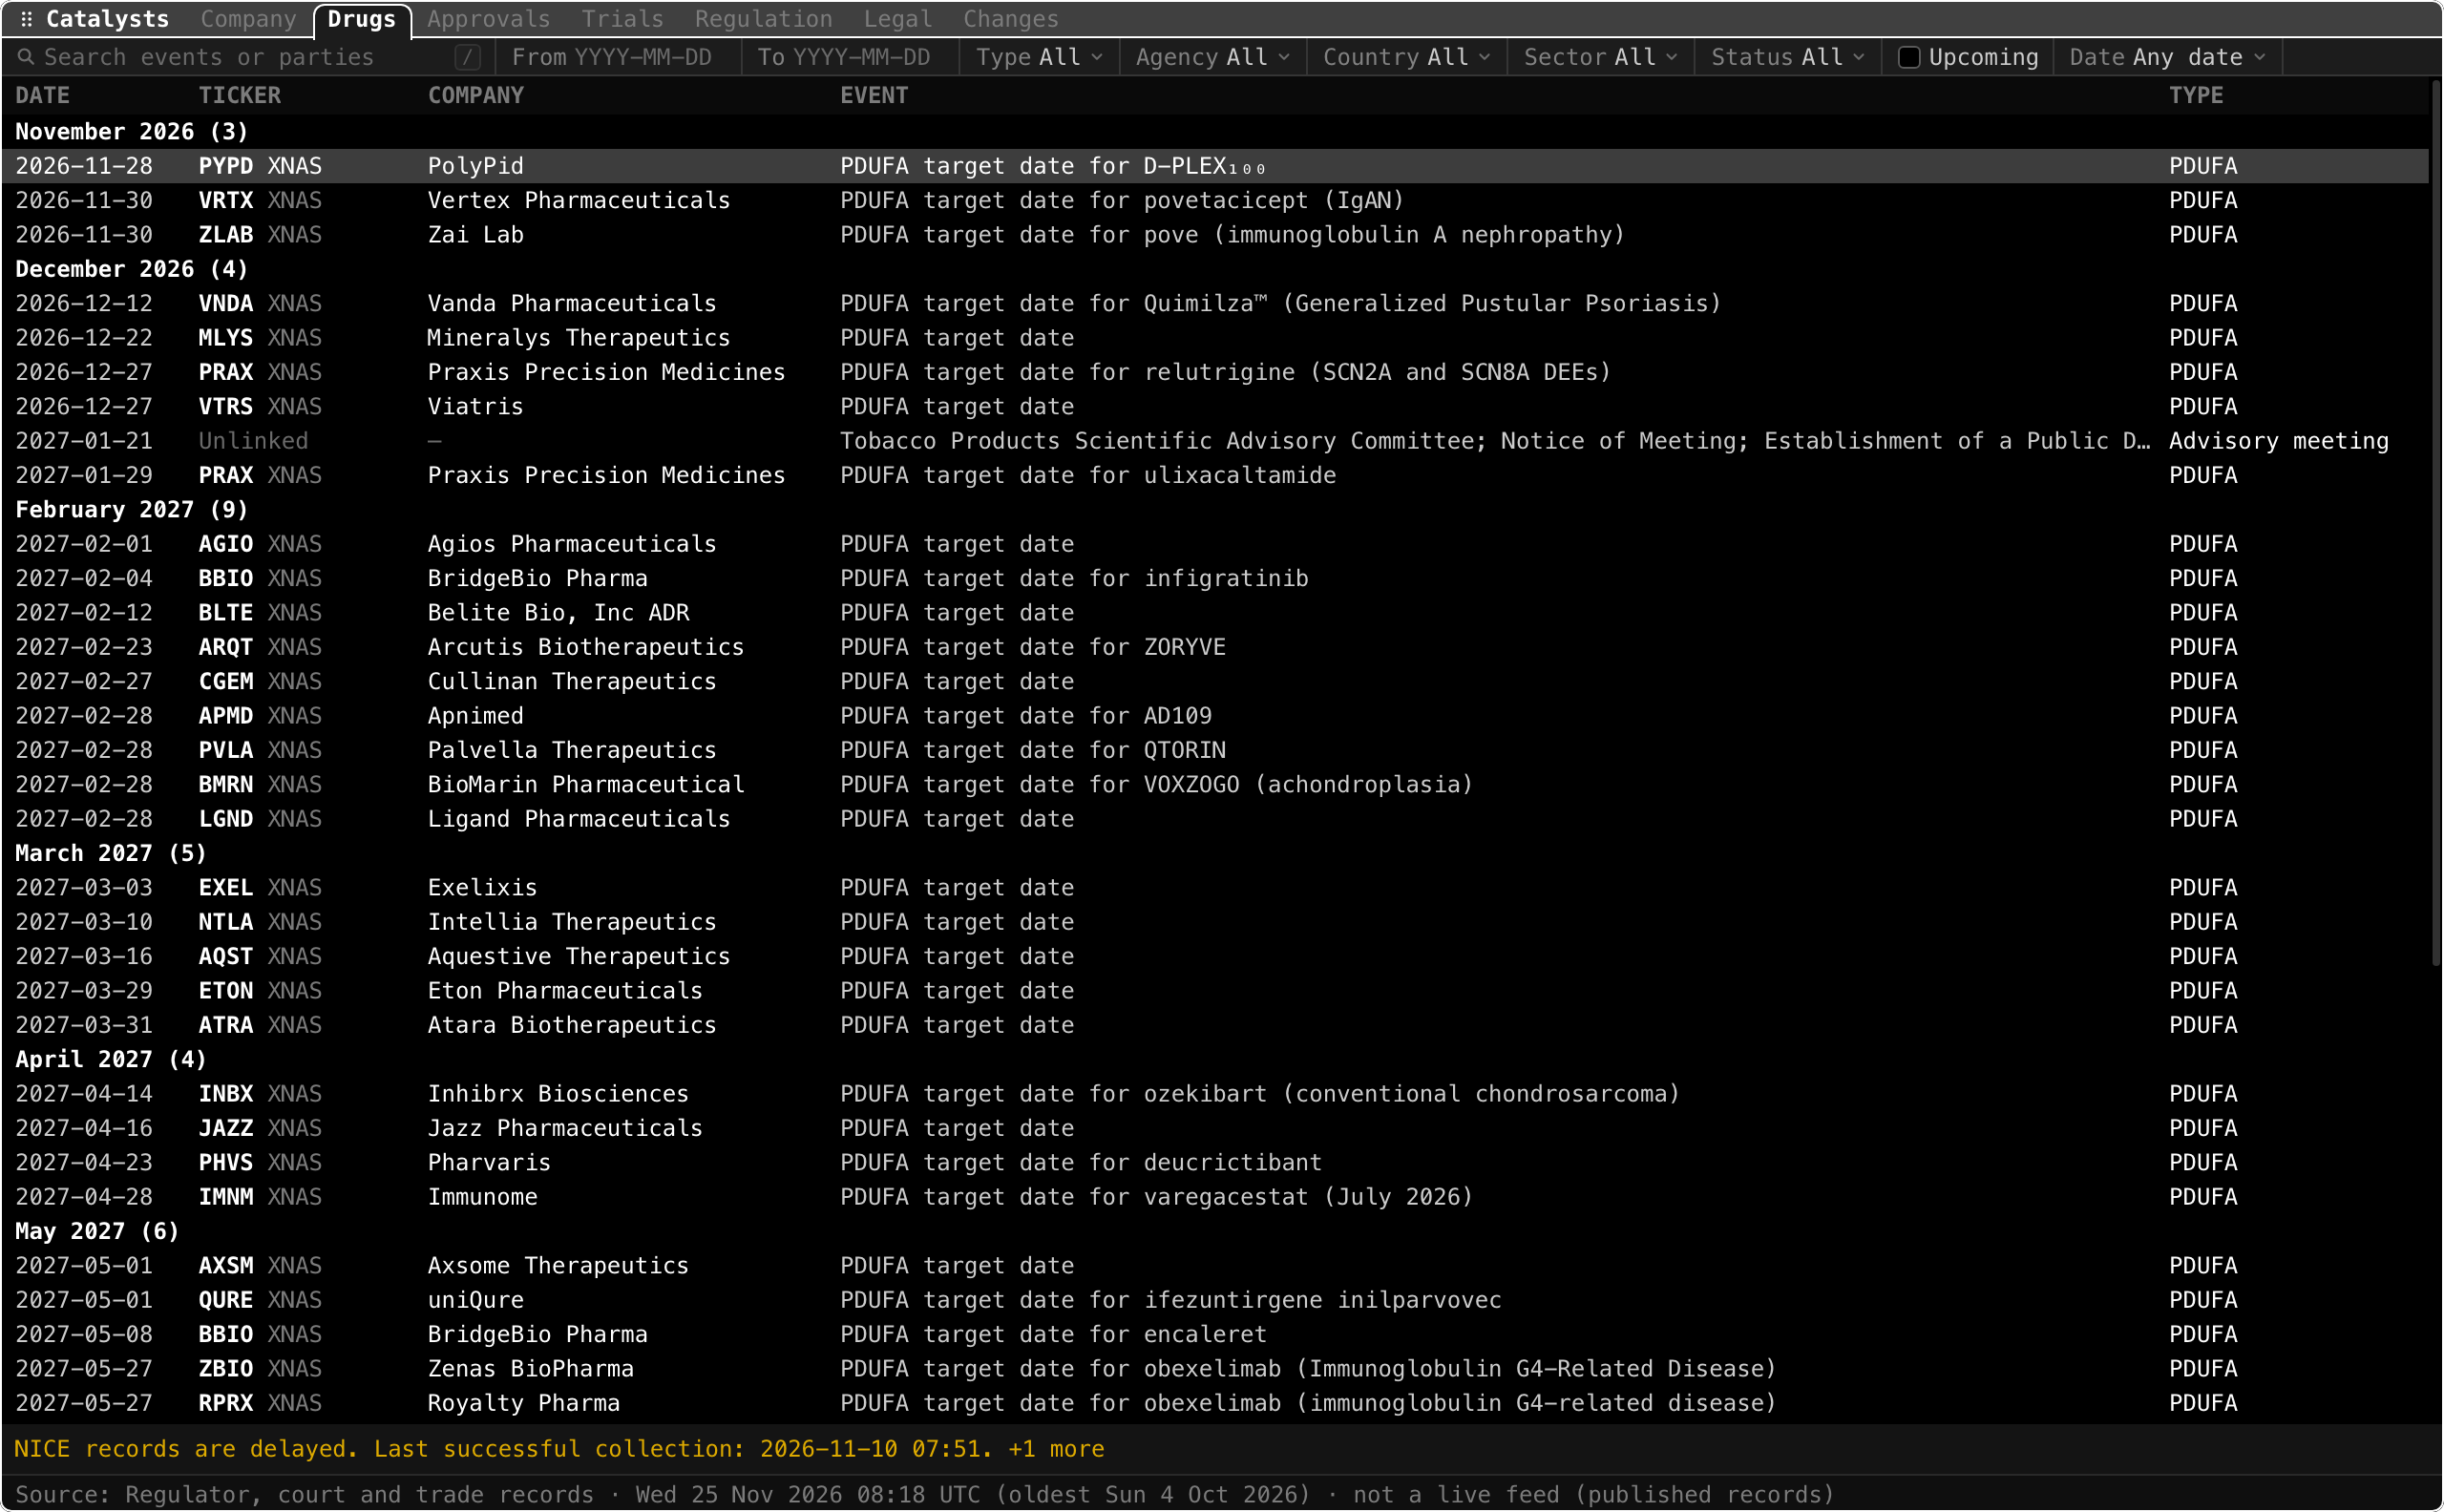 Catalysts Company Drugs Approvals Trials Regulation Legal Changes
Search events or parties / From YYYY-MM-DD To YYYY-MM-DD Type All Agency All Country All Sector All Status All Upcoming Date Any date
DATE TICKER COMPANY EVENT TYPE
November 2026 (3)
2026-11-28 PYPD XNAS PolyPid PDUFA target date for D-PLEX₁₀₀ PDUFA
2026-11-30 VRTX XNAS Vertex Pharmaceuticals PDUFA target date for povetacicept (IgAN) PDUFA
2026-11-30 ZLAB XNAS Zai Lab PDUFA target date for pove (immunoglobulin A nephropathy) PDUFA
December 2026 (4)
2026-12-12 VNDA XNAS Vanda Pharmaceuticals PDUFA target date for Quimilza™ (Generalized Pustular Psoriasis) PDUFA
2026-12-22 MLYS XNAS Mineralys Therapeutics PDUFA target date PDUFA
2026-12-27 PRAX XNAS Praxis Precision Medicines PDUFA target date for relutrigine (SCN2A and SCN8A DEEs) PDUFA
2026-12-27 VTRS XNAS Viatris PDUFA target date PDUFA
2027-01-21 Unlinked — Tobacco Products Scientific Advisory Committee; Notice of Meeting; Establishment of a Public D… Advisory meeting
2027-01-29 PRAX XNAS Praxis Precision Medicines PDUFA target date for ulixacaltamide PDUFA
February 2027 (9)
2027-02-01 AGIO XNAS Agios Pharmaceuticals PDUFA target date PDUFA
2027-02-04 BBIO XNAS BridgeBio Pharma PDUFA target date for infigratinib PDUFA
2027-02-12 BLTE XNAS Belite Bio, Inc ADR PDUFA target date PDUFA
2027-02-23 ARQT XNAS Arcutis Biotherapeutics PDUFA target date for ZORYVE PDUFA
2027-02-27 CGEM XNAS Cullinan Therapeutics PDUFA target date PDUFA
2027-02-28 APMD XNAS Apnimed PDUFA target date for AD109 PDUFA
2027-02-28 PVLA XNAS Palvella Therapeutics PDUFA target date for QTORIN PDUFA
2027-02-28 BMRN XNAS BioMarin Pharmaceutical PDUFA target date for VOXZOGO (achondroplasia) PDUFA
2027-02-28 LGND XNAS Ligand Pharmaceuticals PDUFA target date PDUFA
March 2027 (5)
2027-03-03 EXEL XNAS Exelixis PDUFA target date PDUFA
2027-03-10 NTLA XNAS Intellia Therapeutics PDUFA target date PDUFA
2027-03-16 AQST XNAS Aquestive Therapeutics PDUFA target date PDUFA
2027-03-29 ETON XNAS Eton Pharmaceuticals PDUFA target date PDUFA
2027-03-31 ATRA XNAS Atara Biotherapeutics PDUFA target date PDUFA
April 2027 (4)
2027-04-14 INBX XNAS Inhibrx Biosciences PDUFA target date for ozekibart (conventional chondrosarcoma) PDUFA
2027-04-16 JAZZ XNAS Jazz Pharmaceuticals PDUFA target date PDUFA
2027-04-23 PHVS XNAS Pharvaris PDUFA target date for deucrictibant PDUFA
2027-04-28 IMNM XNAS Immunome PDUFA target date for varegacestat (July 2026) PDUFA
May 2027 (6)
2027-05-01 AXSM XNAS Axsome Therapeutics PDUFA target date PDUFA
2027-05-01 QURE XNAS uniQure PDUFA target date for ifezuntirgene inilparvovec PDUFA
2027-05-08 BBIO XNAS BridgeBio Pharma PDUFA target date for encaleret PDUFA
2027-05-27 ZBIO XNAS Zenas BioPharma PDUFA target date for obexelimab (Immunoglobulin G4-Related Disease) PDUFA
2027-05-27 RPRX XNAS Royalty Pharma PDUFA target date for obexelimab (immunoglobulin G4-related disease) PDUFA
NICE records are delayed. Last successful collection: 2026-11-10 07:51. +1 more
Source: Regulator, court and trade records · Wed 25 Nov 2026 08:18 UTC (oldest Sun 4 Oct 2026) · not a live feed (published records)